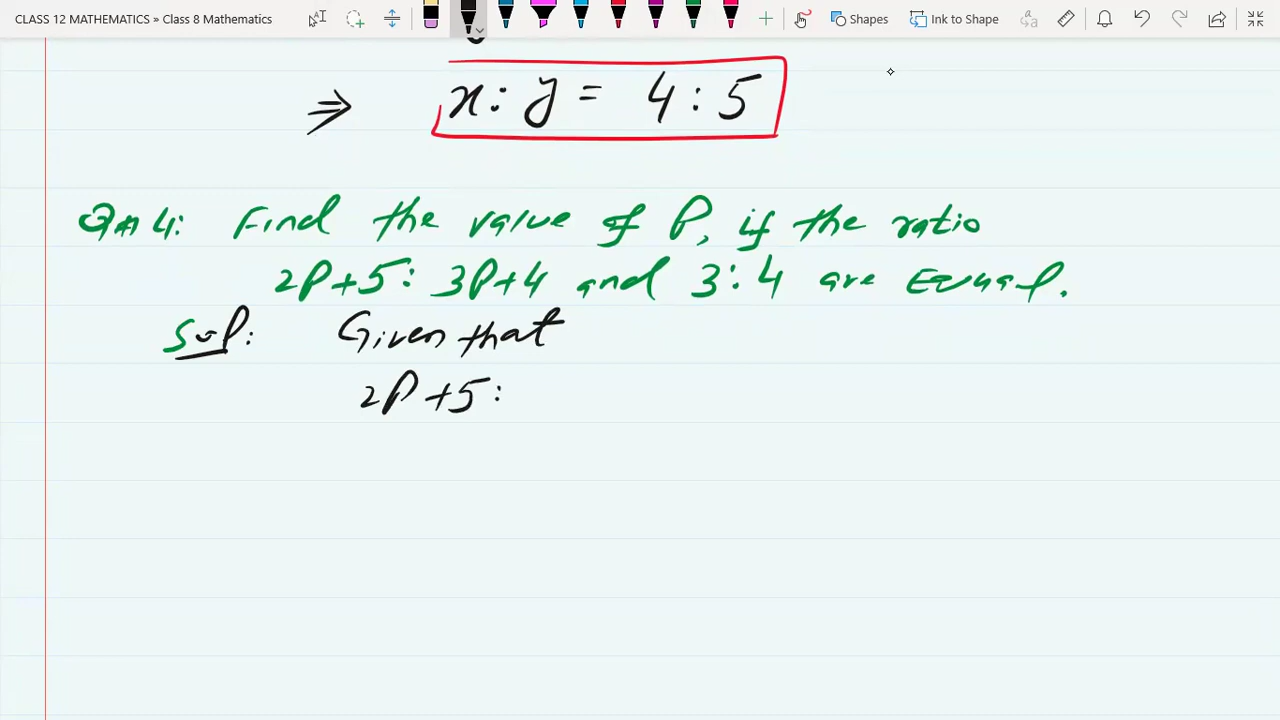 CLASS 12 MATHEMATICS » Class 8 Mathematics
Shapes
Ink to Shape
⇒ x : y = 4 : 5
Q# 4: Find the value of P, if the ratio
2P+5 : 3P+4 and 3 : 4 are Equal.
Sol: Given that
2P+5 :